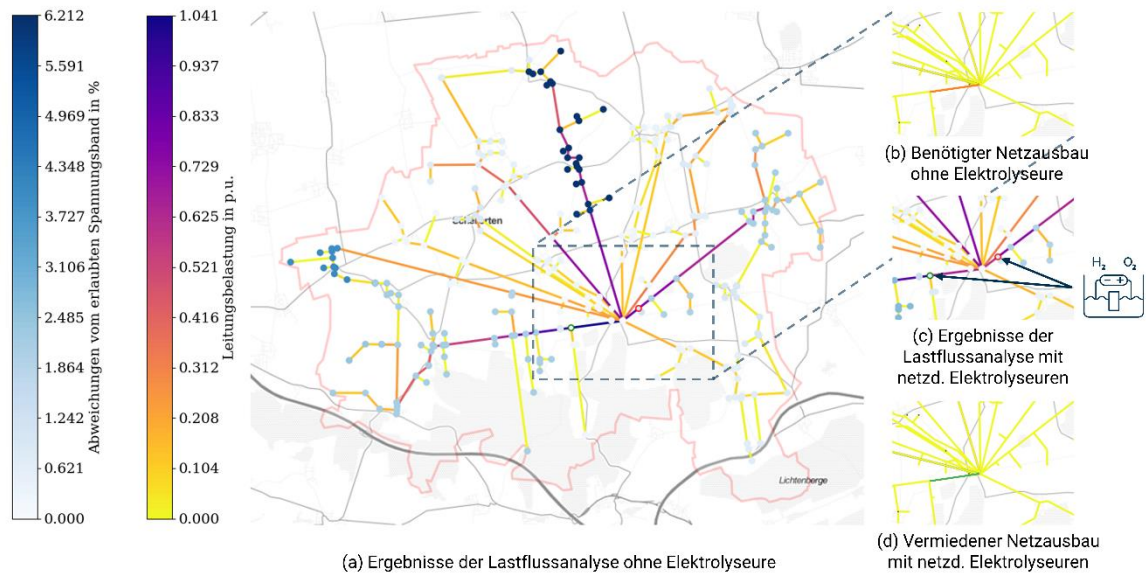 6.212
5.591
4.969
4.348
3.727
3.106
2.485
1.864
1.242
0.621
0.000
Abweichungen vom erlaubten Spannungsband in %
1.041
0.937
0.833
0.729
0.625
0.521
0.416
0.312
0.208
0.104
0.000
Leitungsbelastung in p.u.
Lichtenberge
(a) Ergebnisse der Lastflussanalyse ohne Elektrolyseure
(b) Benötigter Netzausbau
ohne Elektrolyseure
H₂ O₂
− +
(c) Ergebnisse der
Lastflussanalyse mit
netzd. Elektrolyseuren
(d) Vermiedener Netzausbau
mit netzd. Elektrolyseuren